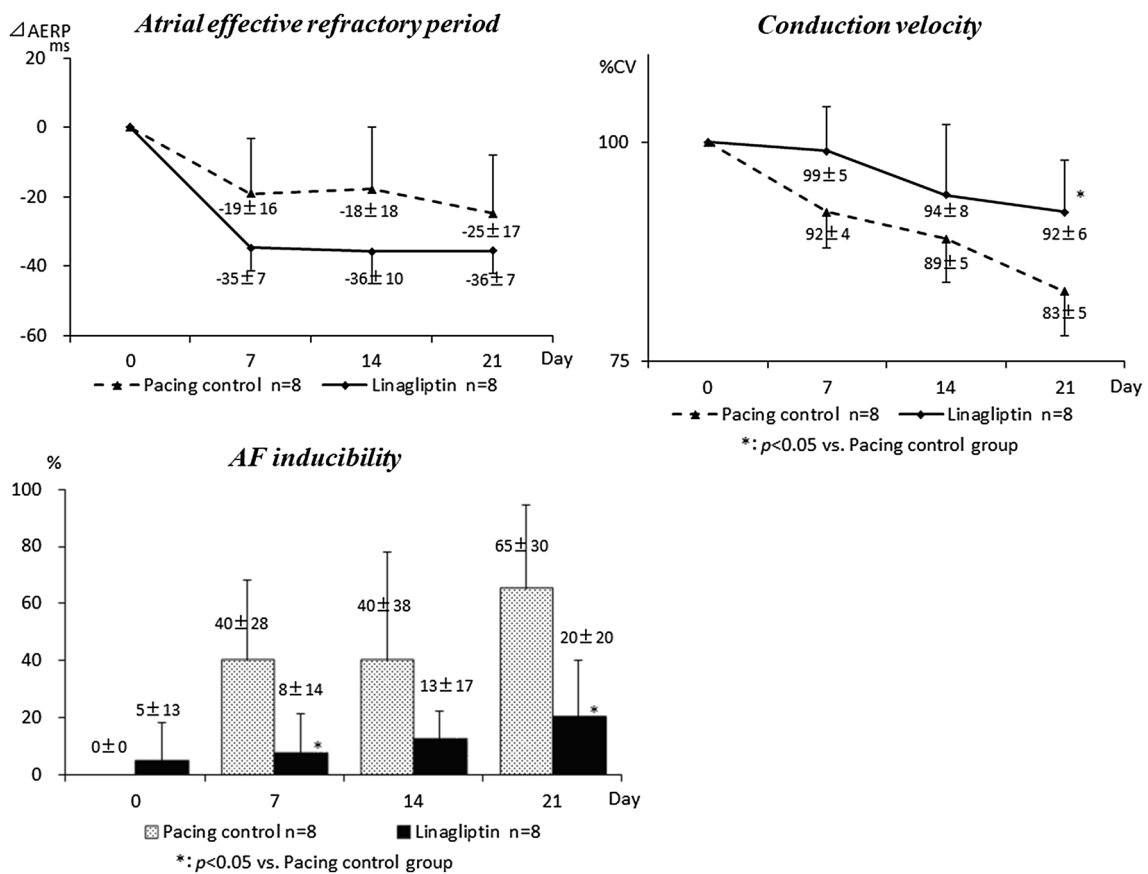 Atrial effective refractory period
⊿AERP
ms
20
0
-20
-40
-60
-19±16
-18±18
-25±17
-35±7
-36±10
-36±7
0 7 14 21 Day
Pacing control n=8 Linagliptin n=8
Conduction velocity
%CV
100
75
99±5
94±8
*
92±6
92±4
89±5
83±5
0 7 14 21 Day
Pacing control n=8 Linagliptin n=8
*: p<0.05 vs. Pacing control group
AF inducibility
%
100
80
60
40
20
0
0±0
5±13
40±28
8±14
*
40±38
13±17
65±30
20±20
*
0 7 14 21 Day
Pacing control n=8 Linagliptin n=8
*: p<0.05 vs. Pacing control group